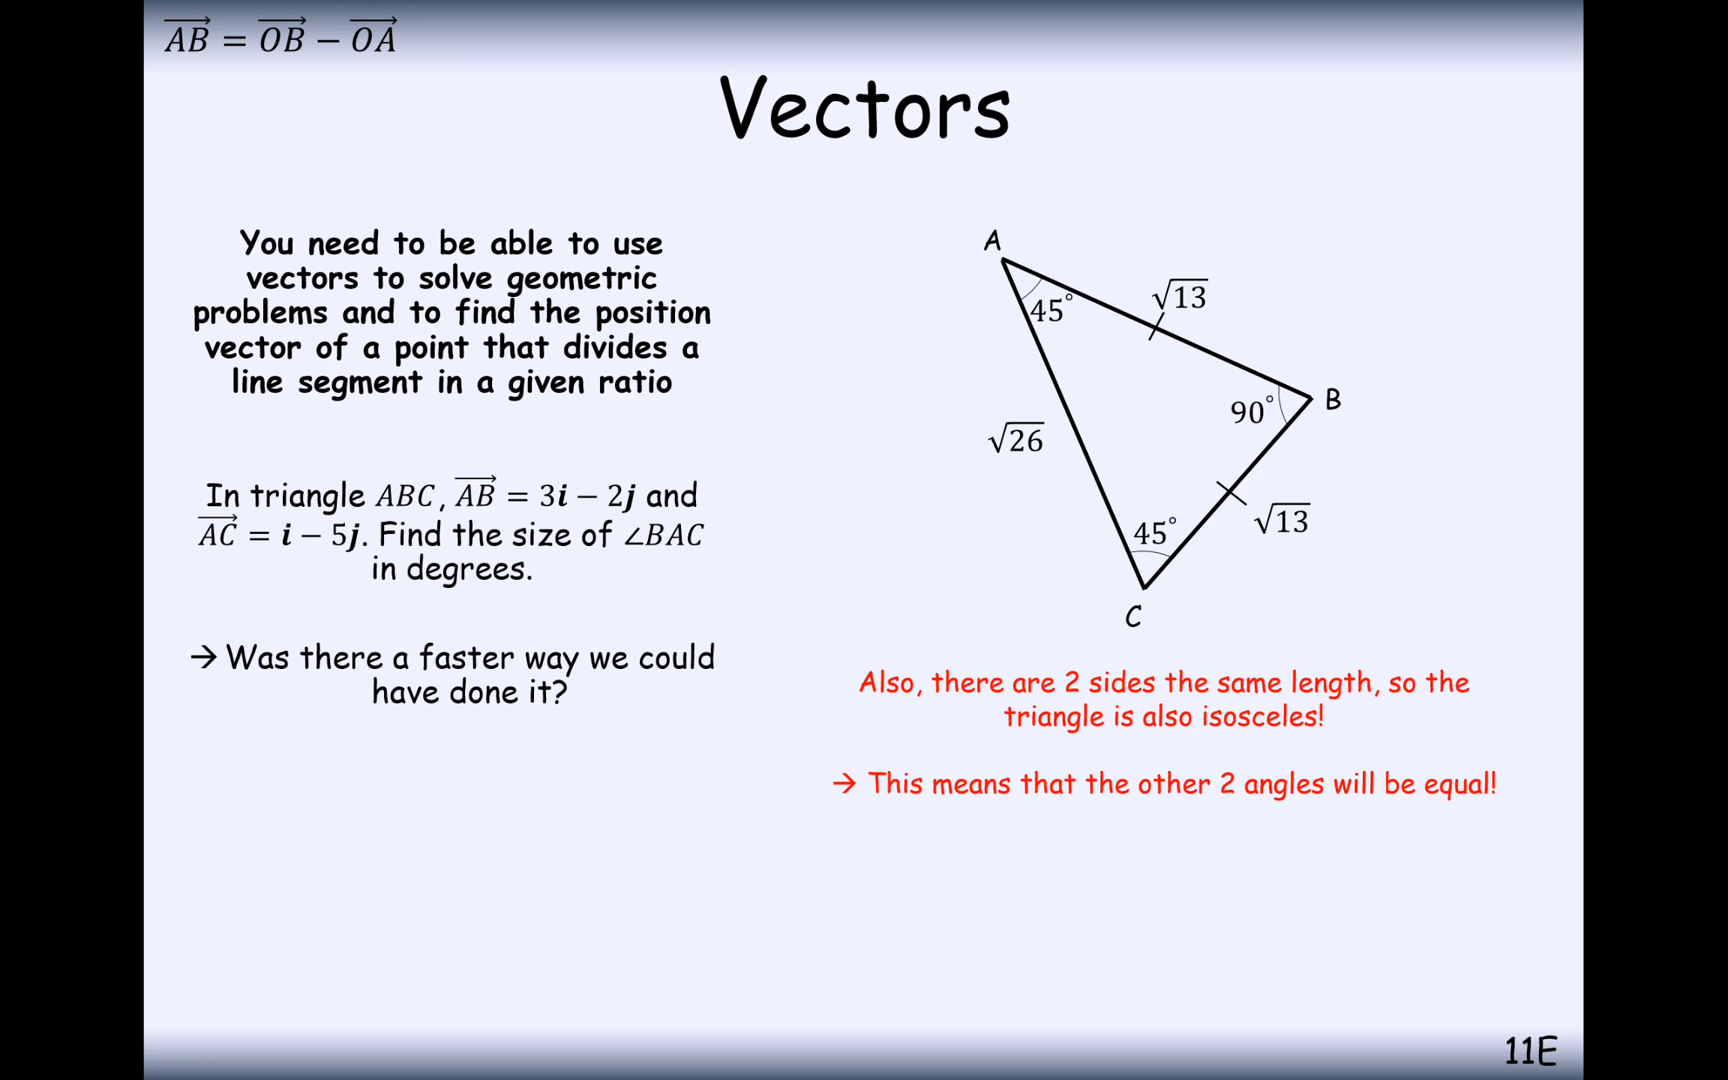 AB = OB − OA
Vectors
You need to be able to use
vectors to solve geometric
problems and to find the position
vector of a point that divides a
line segment in a given ratio
In triangle ABC, AB = 3i − 2j and
AC = i − 5j. Find the size of ∠BAC
in degrees.
→ Was there a faster way we could
have done it?
A
45°
√13
B
90°
√26
45°
√13
C
Also, there are 2 sides the same length, so the
triangle is also isosceles!
→ This means that the other 2 angles will be equal!
11E